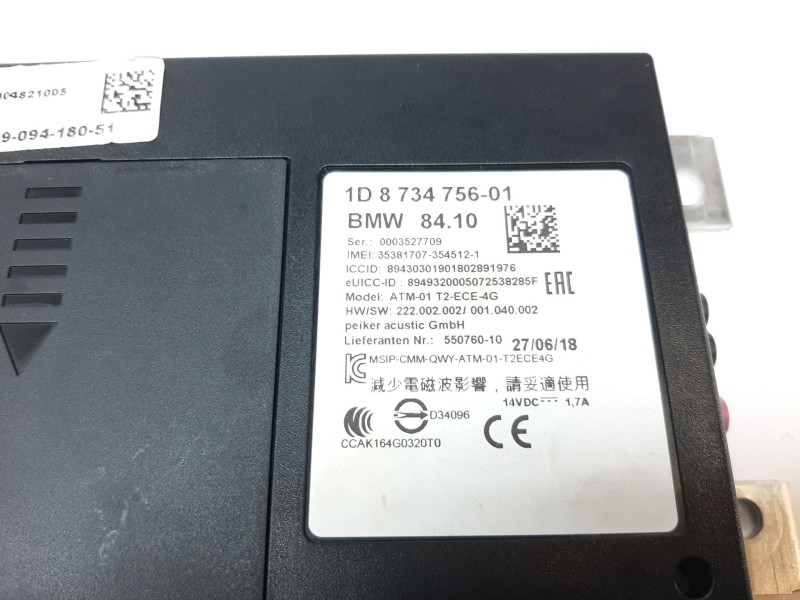 004821005
9-094-180-51
1D 8 734 756-01
BMW 84.10
Ser.: 0003527709
IMEI: 35381707-354512-1
ICCID: 89430301901802891976
eUICC-ID : 8949320005072538285F
EAC
Model: ATM-01 T2-ECE-4G
HW/SW: 222.002.002/ 001.040.002
peiker acustic GmbH
Lieferanten Nr.: 550760-10 27/06/18
MSIP-CMM-QWY-ATM-01-T2ECE4G
減少電磁波影響，請妥適使用
14VDC 1,7A
D34096
CCAK164G0320T0
CE